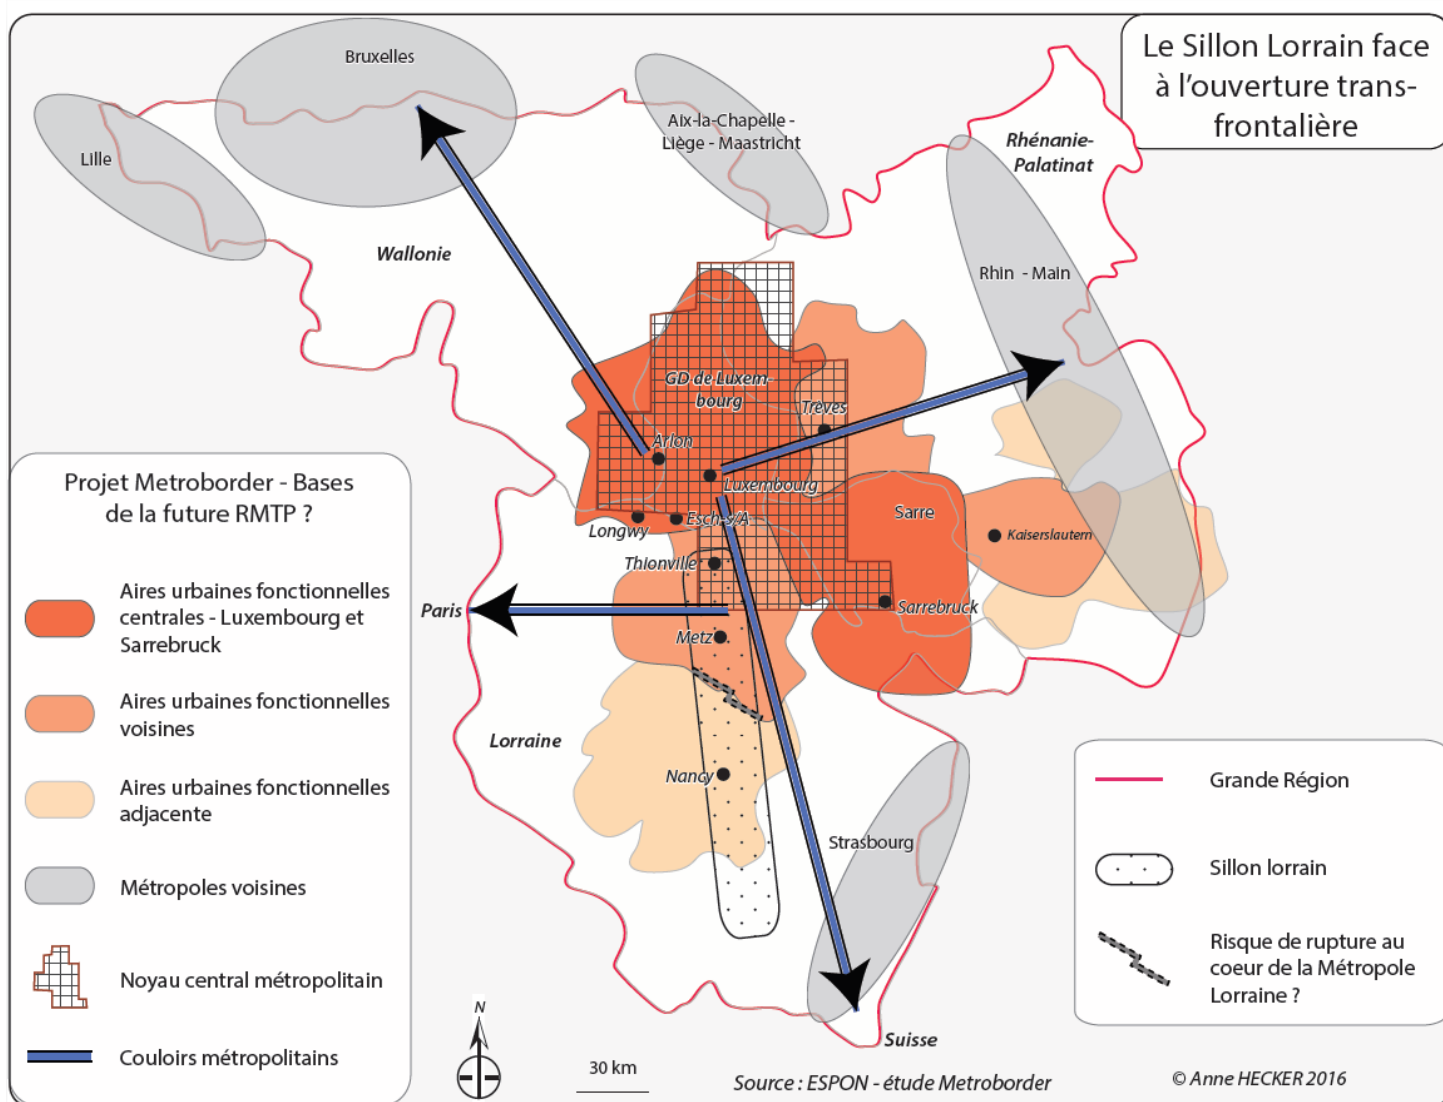 Le Sillon Lorrain face
à l'ouverture trans-
frontalière
Bruxelles
Lille
Aix-la-Chapelle -
Liège - Maastricht
Rhénanie-
Palatinat
Wallonie
Rhin - Main
GD de Luxem-
bourg
Trèves
Arlon
Luxembourg
Longwy
Esch-s/A
Sarre
Kaiserslautern
Thionville
Paris
Sarrebruck
Metz
Lorraine
Nancy
Strasbourg
Suisse
Projet Metroborder - Bases
de la future RMTP ?
Aires urbaines fonctionnelles
centrales - Luxembourg et
Sarrebruck
Aires urbaines fonctionnelles
voisines
Aires urbaines fonctionnelles
adjacente
Métropoles voisines
Noyau central métropolitain
Couloirs métropolitains
Grande Région
Sillon lorrain
Risque de rupture au
coeur de la Métropole
Lorraine ?
N
30 km
Source : ESPON - étude Metroborder
© Anne HECKER 2016